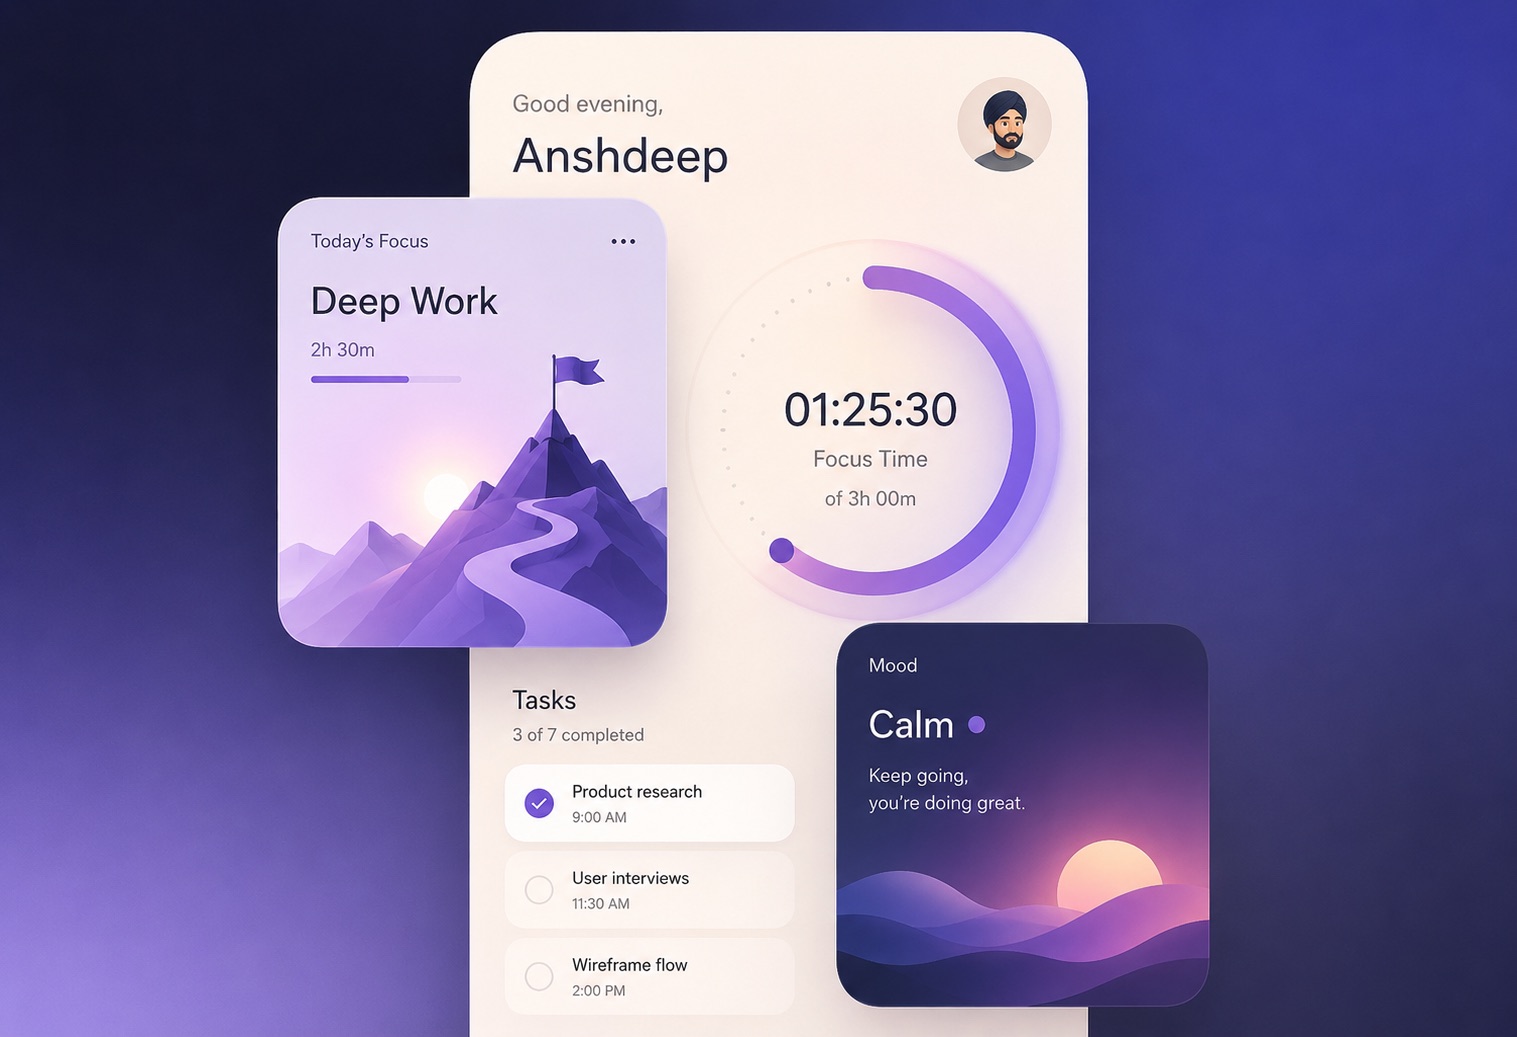 Good evening,
Anshdeep
Today's Focus
Deep Work
2h 30m
01:25:30
Focus Time
of 3h 00m
Tasks
3 of 7 completed
Product research
9:00 AM
User interviews
11:30 AM
Wireframe flow
2:00 PM
Mood
Calm
Keep going,
you're doing great.